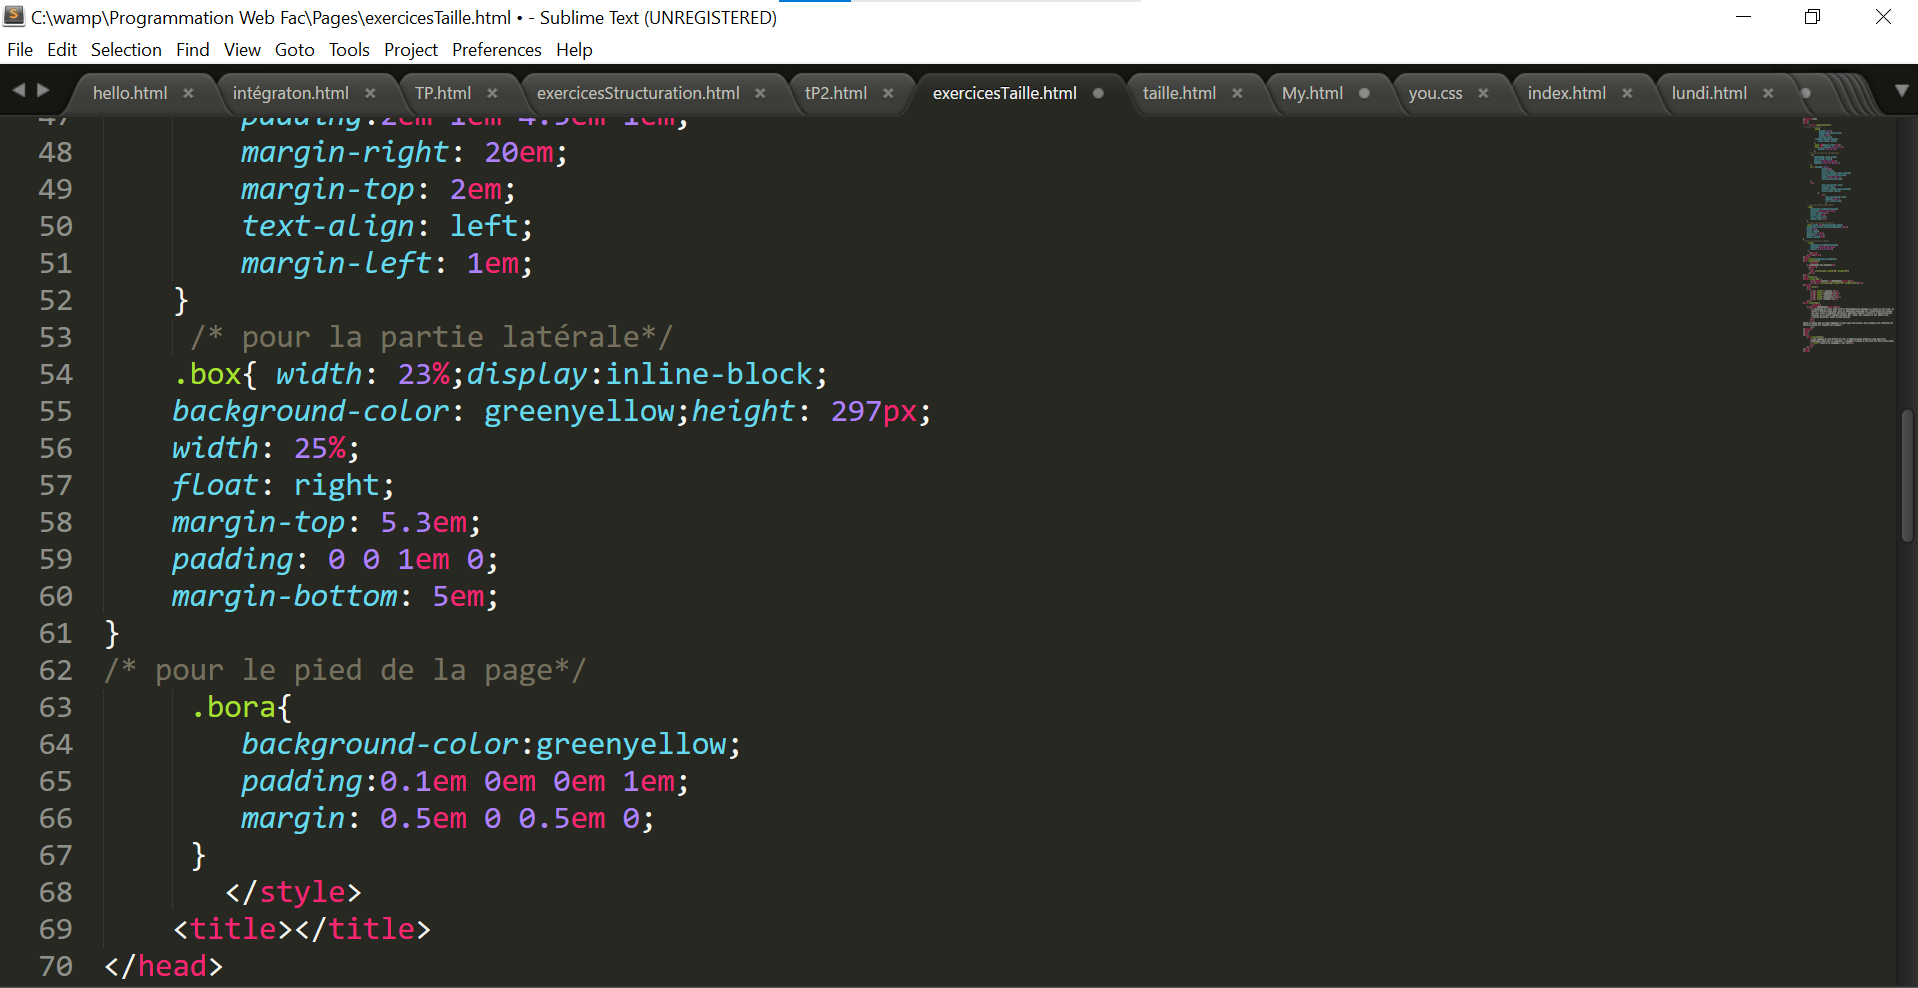 C:\wamp\Programmation Web Fac\Pages\exercicesTaille.html • - Sublime Text (UNREGISTERED)
File Edit Selection Find View Goto Tools Project Preferences Help
hello.html intégraton.html TP.html exercicesStructuration.html tP2.html exercicesTaille.html taille.html My.html you.css index.html lundi.html
47 padding:2em 1em 4.5em 1em;
48 margin-right: 20em;
49 margin-top: 2em;
50 text-align: left;
51 margin-left: 1em;
52 }
53 /* pour la partie latérale*/
54 .box{ width: 23%;display:inline-block;
55 background-color: greenyellow;height: 297px;
56 width: 25%;
57 float: right;
58 margin-top: 5.3em;
59 padding: 0 0 1em 0;
60 margin-bottom: 5em;
61 }
62 /* pour le pied de la page*/
63 .bora{
64 background-color:greenyellow;
65 padding:0.1em 0em 0em 1em;
66 margin: 0.5em 0 0.5em 0;
67 }
68 </style>
69 <title></title>
70 </head>